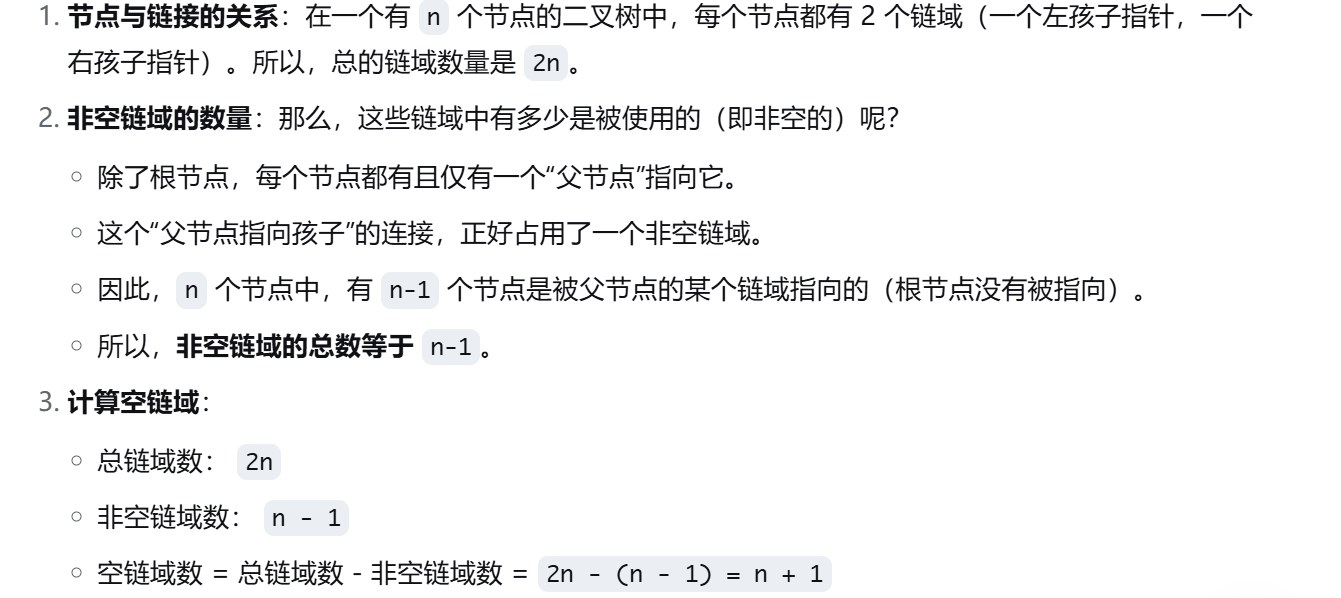 1. 节点与链接的关系：在一个有 n 个节点的二叉树中，每个节点都有 2 个链域（一个左孩子指针，一个
右孩子指针）。所以，总的链域数量是 2n。
2. 非空链域的数量：那么，这些链域中有多少是被使用的（即非空的）呢？
○ 除了根节点，每个节点都有且仅有一个“父节点”指向它。
○ 这个“父节点指向孩子”的连接，正好占用了一个非空链域。
○ 因此，n 个节点中，有 n-1 个节点是被父节点的某个链域指向的（根节点没有被指向）。
○ 所以，非空链域的总数等于 n-1。
3. 计算空链域：
○ 总链域数： 2n
○ 非空链域数： n - 1
○ 空链域数 = 总链域数 - 非空链域数 = 2n - (n - 1) = n + 1